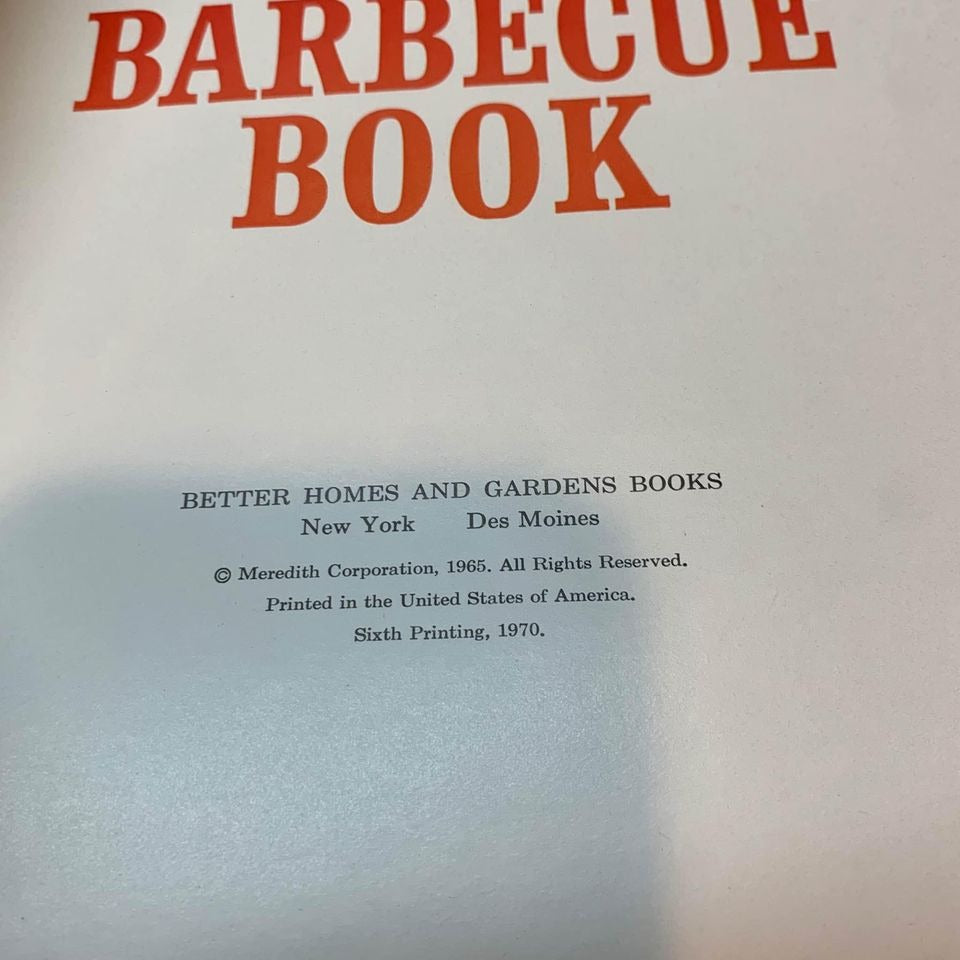 BARBECUE
BOOK
BETTER HOMES AND GARDENS BOOKS
New York Des Moines
© Meredith Corporation, 1965. All Rights Reserved.
Printed in the United States of America.
Sixth Printing, 1970.